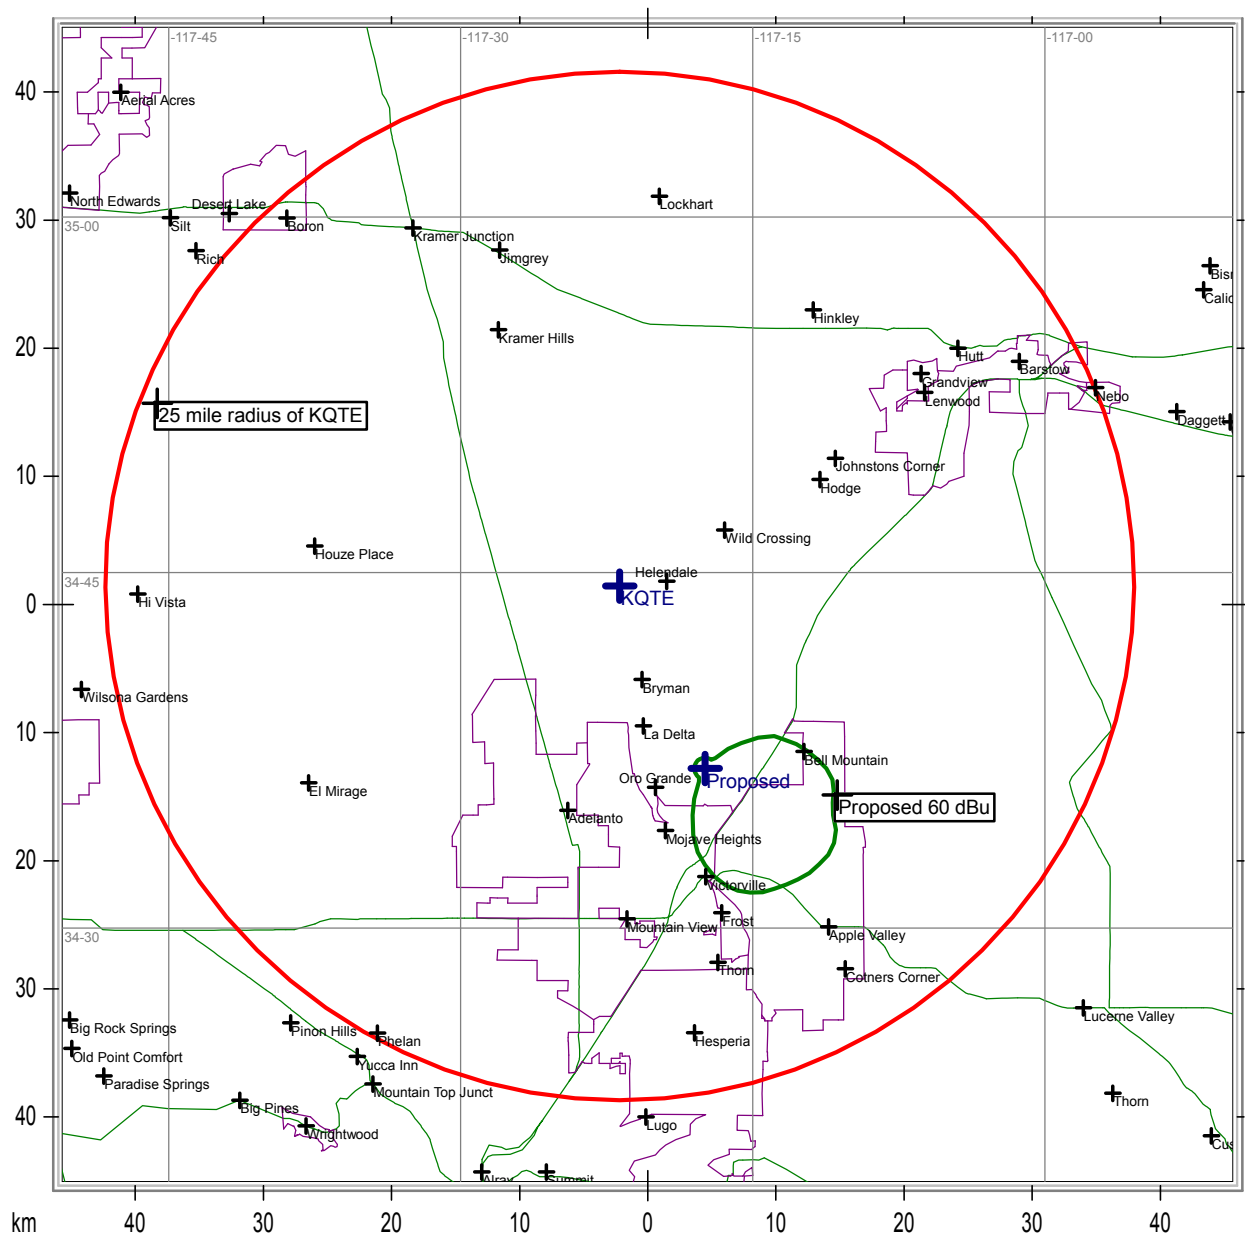 -117-45
-117-30
-117-15
-117-00
40
Aerial Acres
North Edwards
Desert Lake
Lockhart
30
35-00
Silt
Boron
Kramer Junction
Rich
Jimgrey
Hinkley
20
Kramer Hills
Hutt
Barstow
Grandview
Nebo
Lenwood
25 mile radius of KQTE
Daggett
10
Johnstons Corner
Hodge
Wild Crossing
Houze Place
Helendale
34-45
KQTE
0
Hi Vista
Bryman
Wilsona Gardens
10
La Delta
Bell Mountain
Oro Grande
Proposed
El Mirage
Proposed 60 dBu
Adelanto
Mojave Heights
20
Victorville
Frost
Mountain View
Apple Valley
34-30
Thorn
Cotners Corner
30
Lucerne Valley
Big Rock Springs
Pinon Hills
Phelan
Hesperia
Old Point Comfort
Yucca Inn
Paradise Springs
Mountain Top Junct
Thorn
Big Pines
40
Wrightwood
Lugo
Summit
km
40
30
20
10
0
10
20
30
40